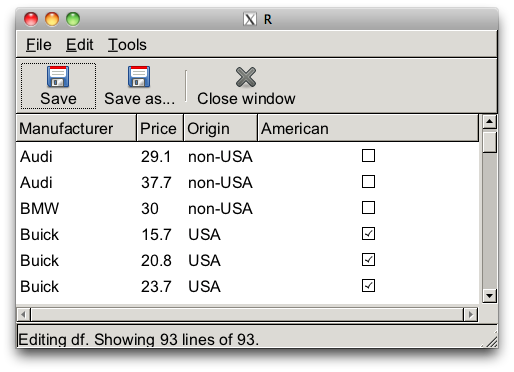 R
File Edit Tools
Save Save as... Close window
Manufacturer Price Origin American
Audi 29.1 non-USA
Audi 37.7 non-USA
BMW 30 non-USA
Buick 15.7 USA
Buick 20.8 USA
Buick 23.7 USA
Editing df. Showing 93 lines of 93.